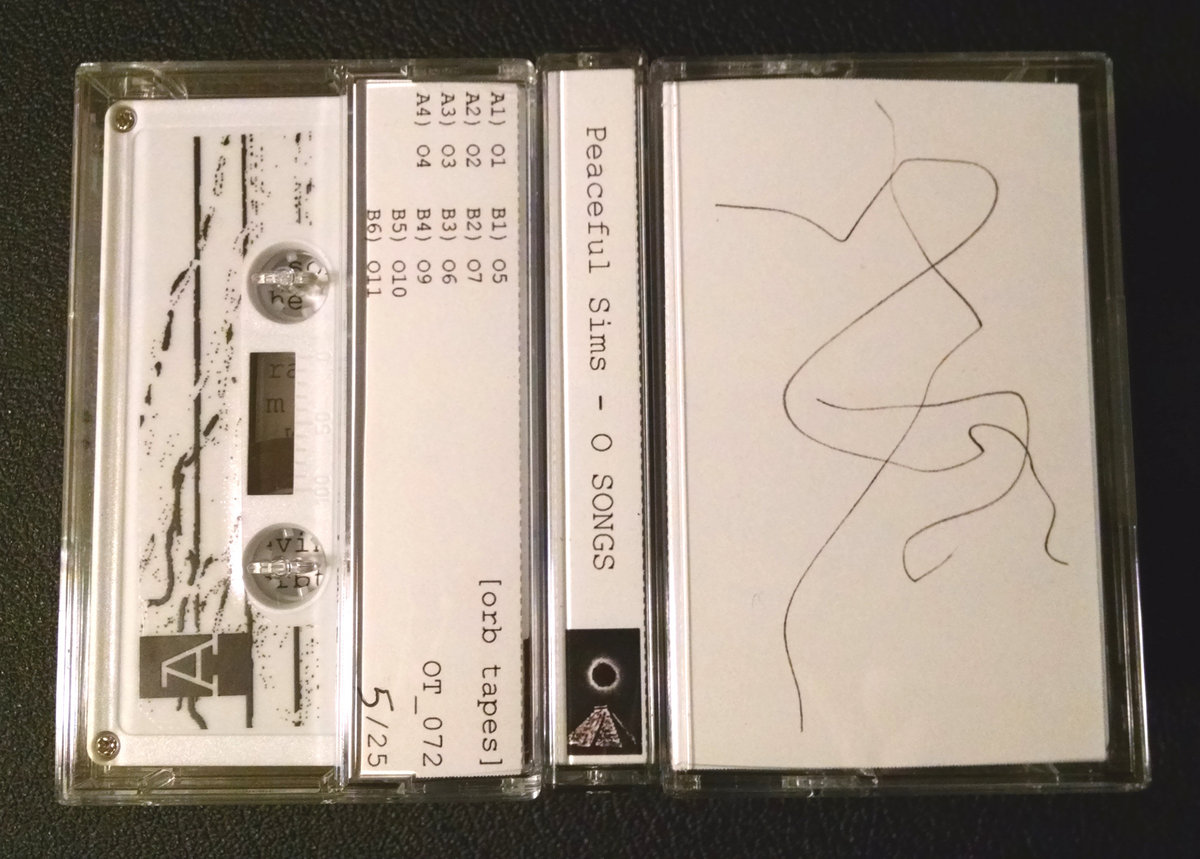 A1) O1 B1) O5
A2) O2 B2) O7
A3) O3 B3) O6
A4) O4 B4) O9
B5) O10
B6) O11
[orb tapes]
OT_072
5/25
Peaceful Sims - O SONGS
A